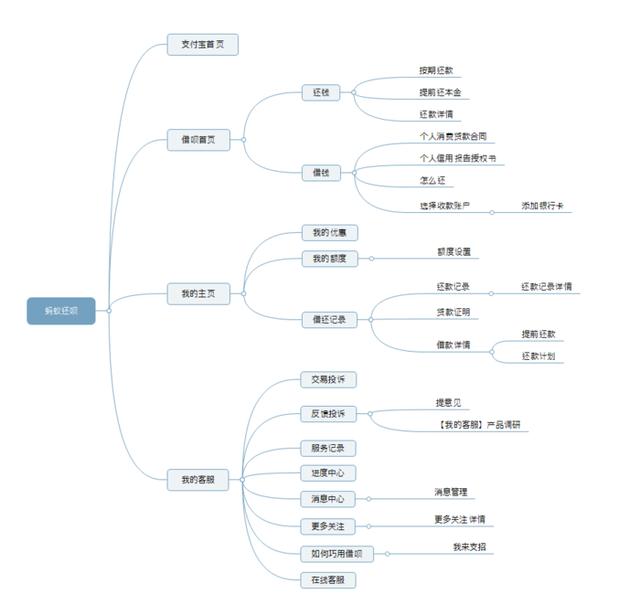 蚂蚁还呗
支付宝首页
借呗首页
还钱
按期还款
提前还本金
还款详情
借钱
个人消费贷款合同
个人信用报告授权书
怎么还
选择收款账户
添加银行卡
我的主页
我的优惠
我的额度
额度设置
借还记录
还款记录
还款记录详情
贷款证明
借款详情
提前还款
还款计划
我的客服
交易投诉
反馈投诉
提意见
【我的客服】产品调研
服务记录
进度中心
消息中心
消息管理
更多关注
更多关注详情
如何巧用借呗
我来支招
在线客服